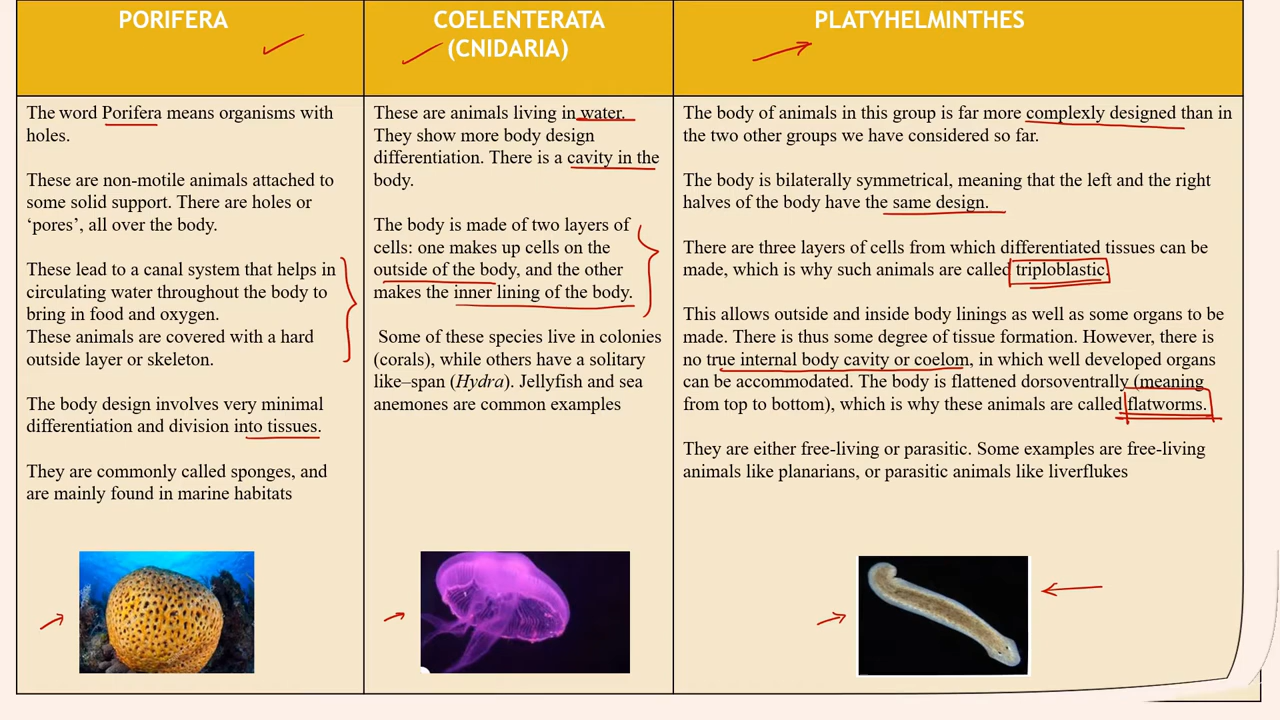 PORIFERA
The word Porifera means organisms with
holes.
These are non-motile animals attached to
some solid support. There are holes or
‘pores’, all over the body.
These lead to a canal system that helps in
circulating water throughout the body to
bring in food and oxygen.
These animals are covered with a hard
outside layer or skeleton.
The body design involves very minimal
differentiation and division into tissues.
They are commonly called sponges, and
are mainly found in marine habitats
COELENTERATA
(CNIDARIA)
These are animals living in water.
They show more body design
differentiation. There is a cavity in the
body.
The body is made of two layers of
cells: one makes up cells on the
outside of the body, and the other
makes the inner lining of the body.
Some of these species live in colonies
(corals), while others have a solitary
like–span (Hydra). Jellyfish and sea
anemones are common examples
PLATYHELMINTHES
The body of animals in this group is far more complexly designed than in
the two other groups we have considered so far.
The body is bilaterally symmetrical, meaning that the left and the right
halves of the body have the same design.
There are three layers of cells from which differentiated tissues can be
made, which is why such animals are called triploblastic.
This allows outside and inside body linings as well as some organs to be
made. There is thus some degree of tissue formation. However, there is
no true internal body cavity or coelom, in which well developed organs
can be accommodated. The body is flattened dorsoventrally (meaning
from top to bottom), which is why these animals are called flatworms.
They are either free-living or parasitic. Some examples are free-living
animals like planarians, or parasitic animals like liverflukes